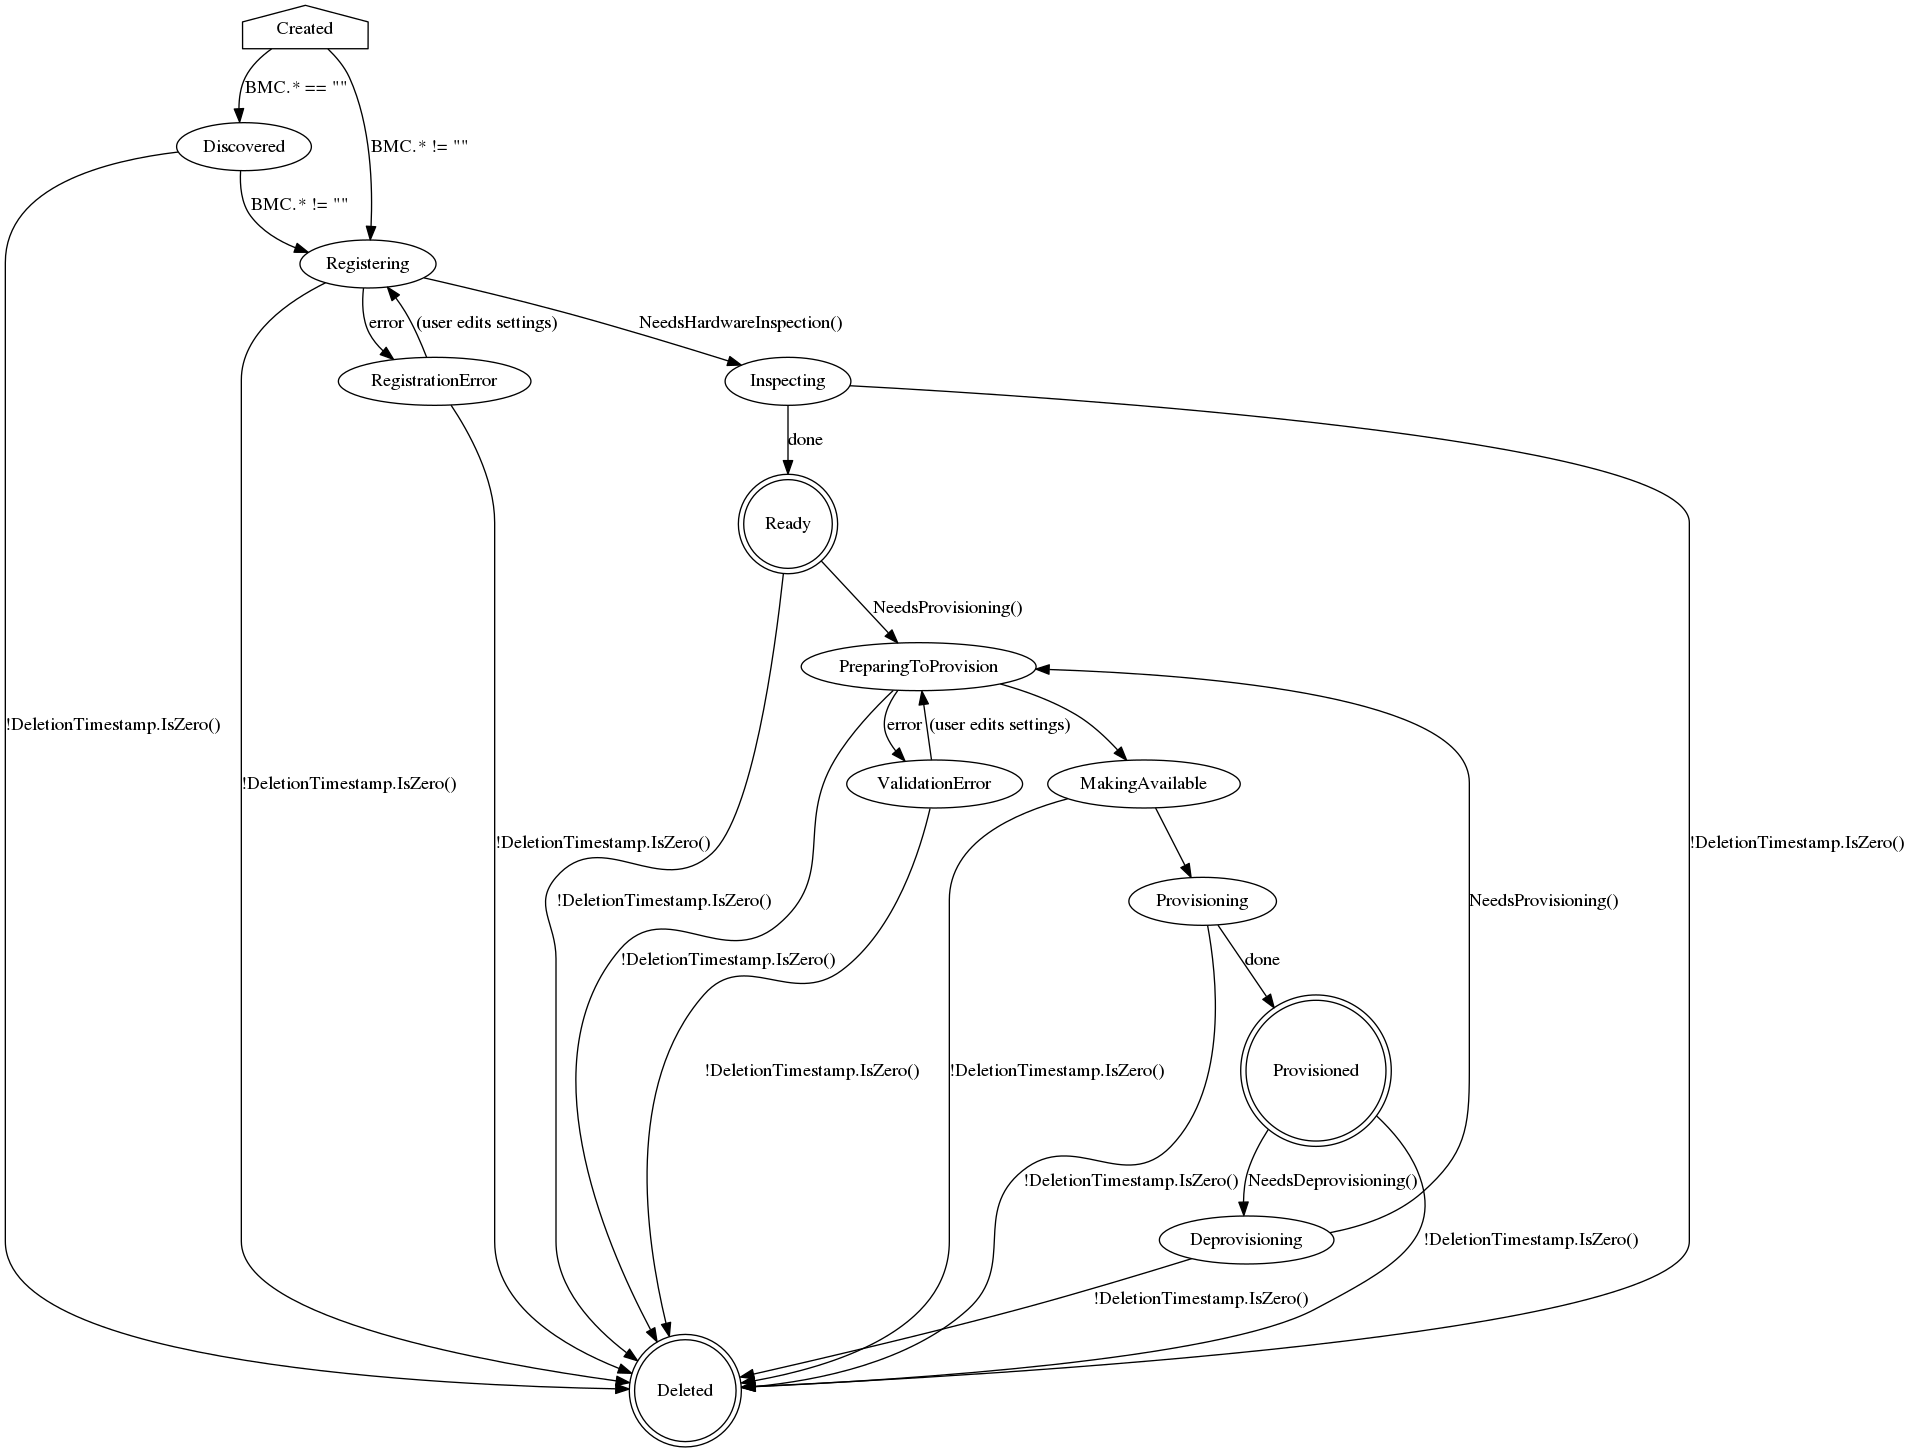 Created
BMC.* == ""
Discovered
BMC.* != ""
BMC.* != ""
Registering
error
(user edits settings)
NeedsHardwareInspection()
RegistrationError
Inspecting
done
Ready
NeedsProvisioning()
PreparingToProvision
!DeletionTimestamp.IsZero()
error
(user edits settings)
!DeletionTimestamp.IsZero()
ValidationError
MakingAvailable
!DeletionTimestamp.IsZero()
!DeletionTimestamp.IsZero()
!DeletionTimestamp.IsZero()
Provisioning
NeedsProvisioning()
!DeletionTimestamp.IsZero()
done
!DeletionTimestamp.IsZero()
!DeletionTimestamp.IsZero()
Provisioned
!DeletionTimestamp.IsZero()
NeedsDeprovisioning()
Deprovisioning
!DeletionTimestamp.IsZero()
!DeletionTimestamp.IsZero()
Deleted